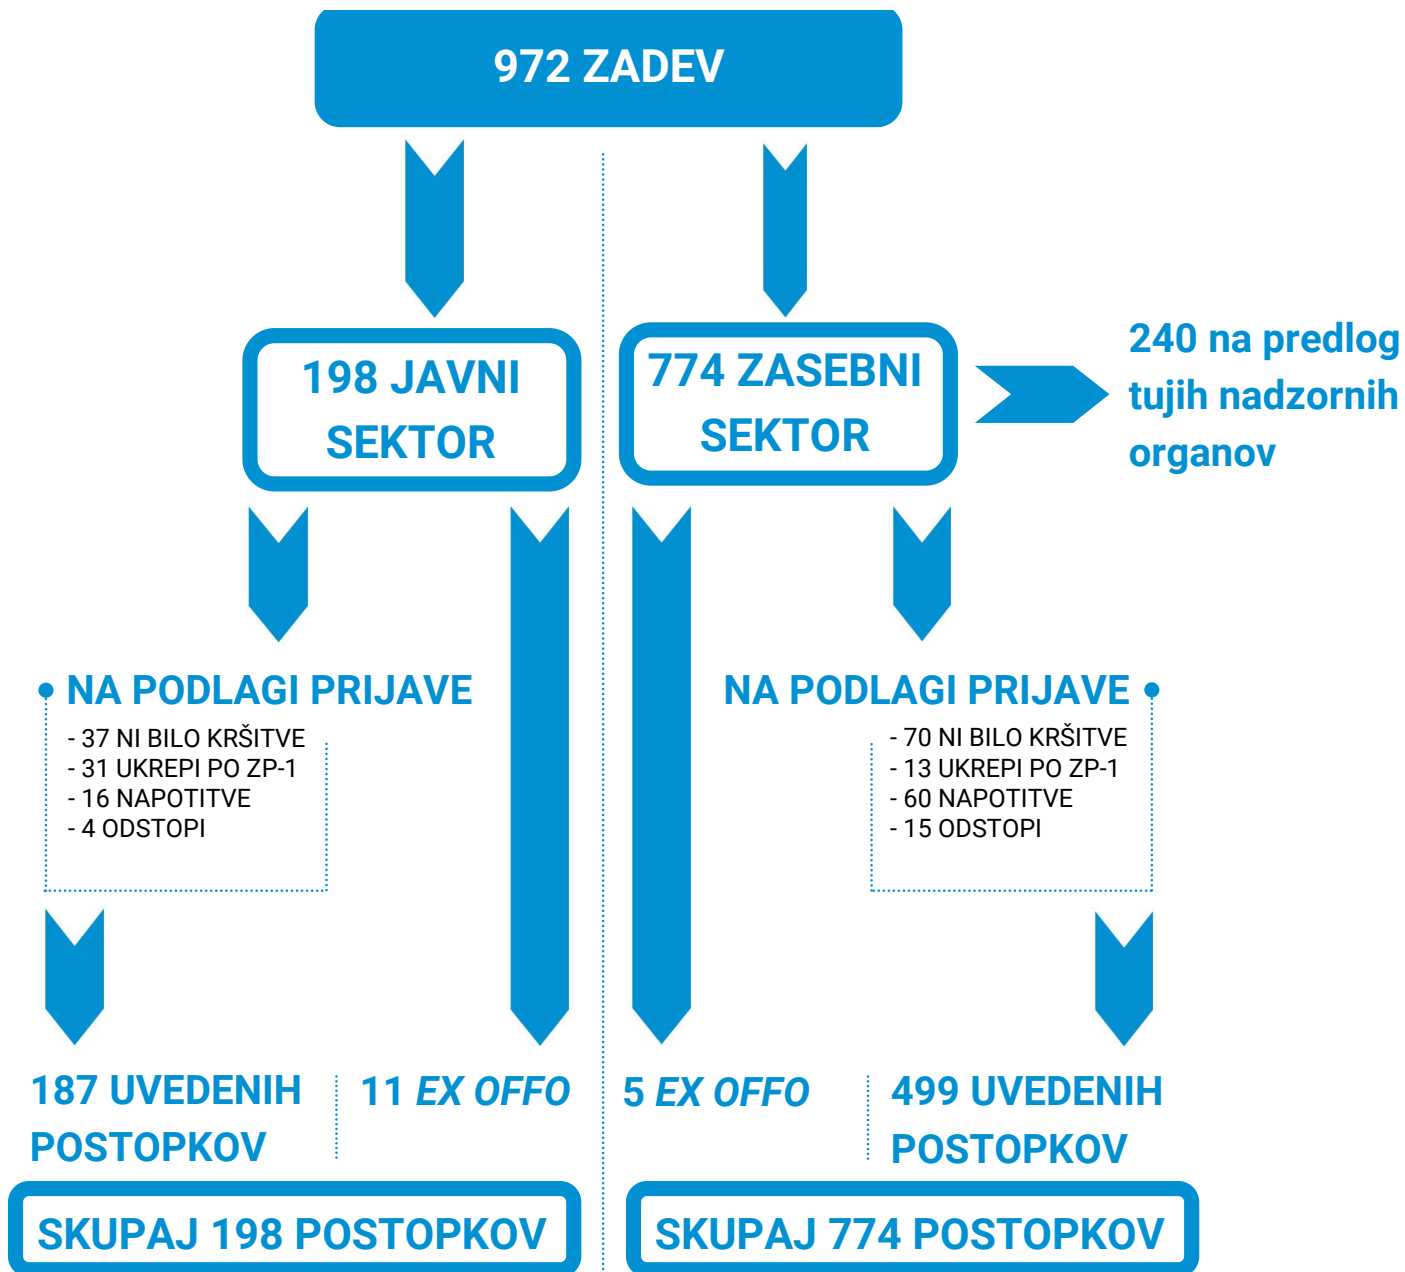 972 ZADEV
198 JAVNI
SEKTOR
774 ZASEBNI
SEKTOR
240 na predlog
tujih nadzornih
organov
NA PODLAGI PRIJAVE
- 37 NI BILO KRŠITVE
- 31 UKREPI PO ZP-1
- 16 NAPOTITVE
- 4 ODSTOPI
NA PODLAGI PRIJAVE
- 70 NI BILO KRŠITVE
- 13 UKREPI PO ZP-1
- 60 NAPOTITVE
- 15 ODSTOPI
187 UVEDENIH
POSTOPKOV
11 EX OFFO
5 EX OFFO
499 UVEDENIH
POSTOPKOV
SKUPAJ 198 POSTOPKOV
SKUPAJ 774 POSTOPKOV